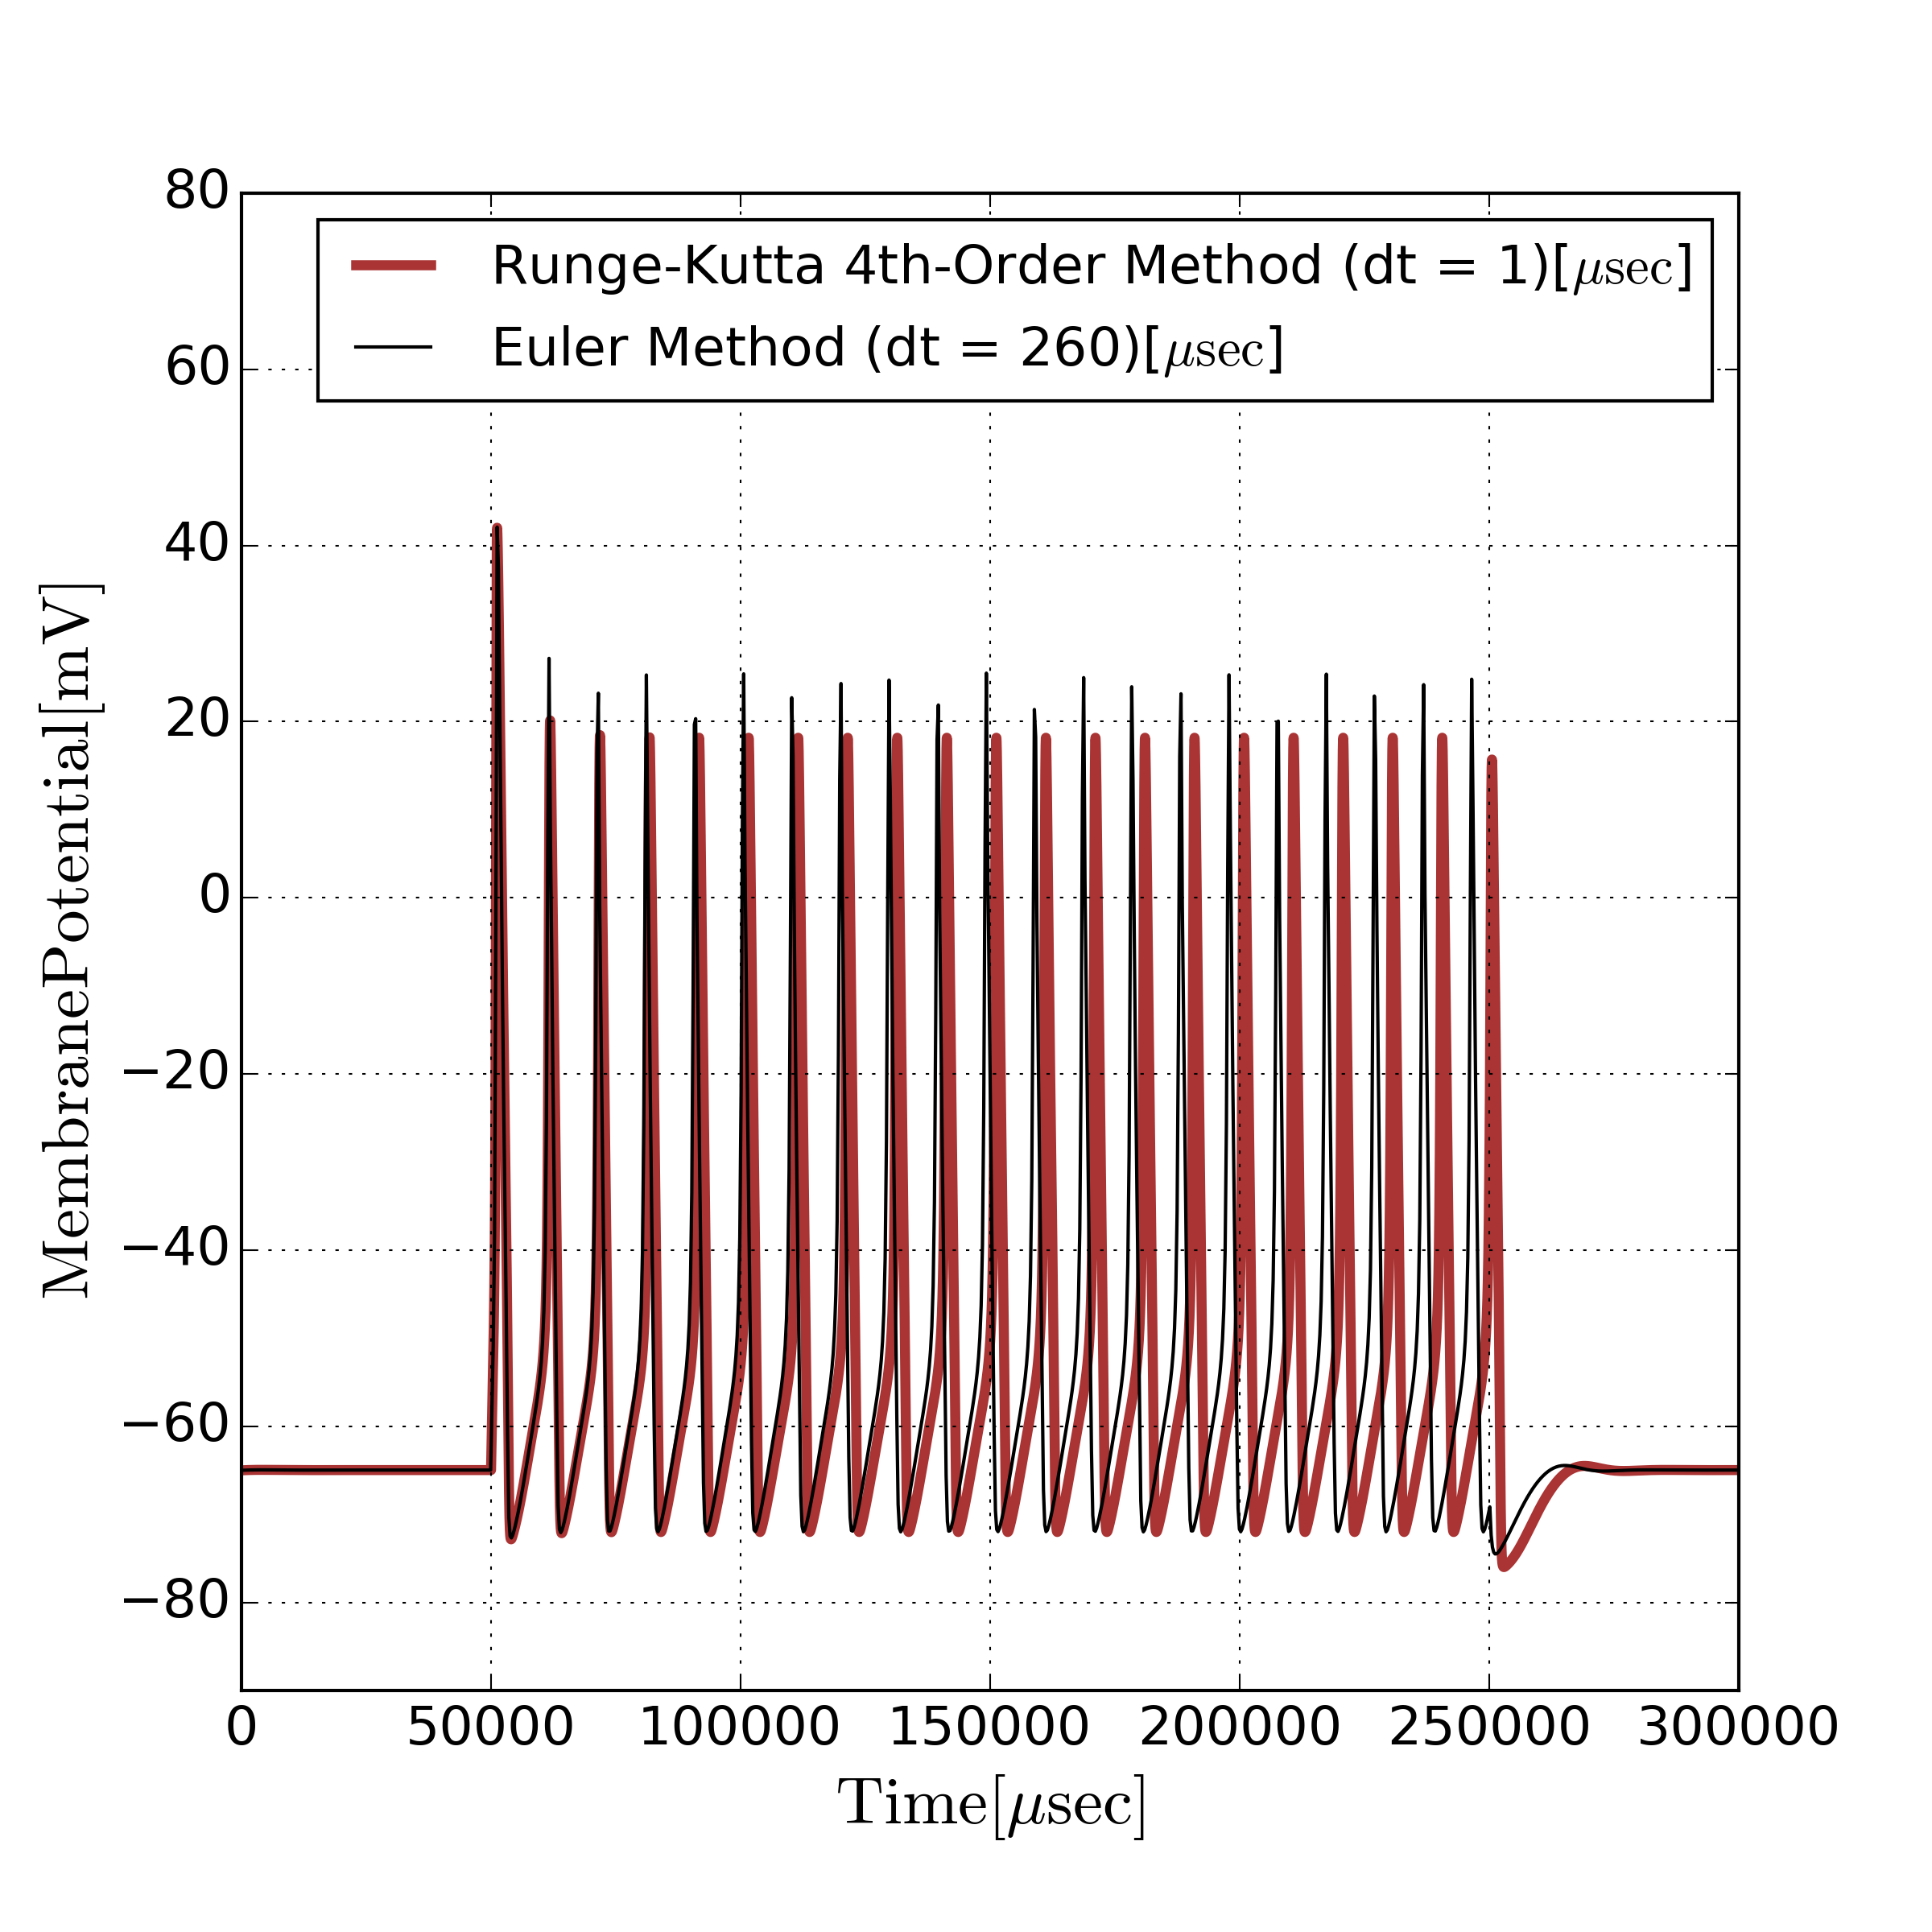 80
60
40
20
0
−20
−40
−60
−80
Runge-Kutta 4th-Order Method (dt = 1)[μsec]
Euler Method (dt = 260)[μsec]
MembranePotential[mV]
0 50000 100000 150000 200000 250000 300000
Time[μsec]